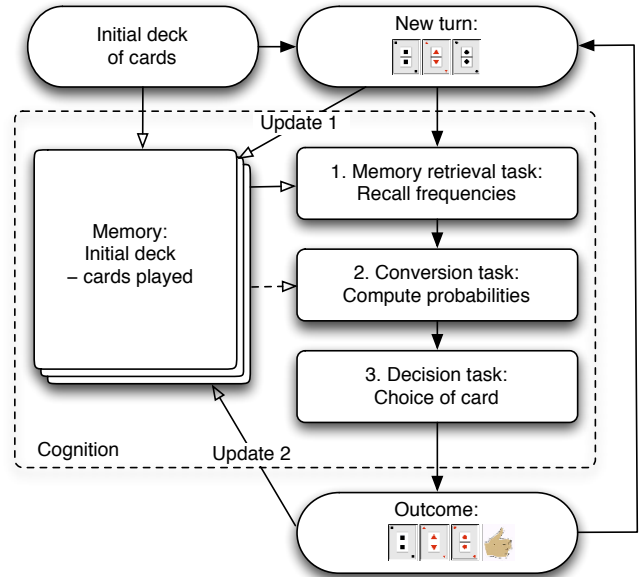 Initial deck
of cards
New turn:
Update 1
Memory:
Initial deck
– cards played
1. Memory retrieval task:
Recall frequencies
2. Conversion task:
Compute probabilities
3. Decision task:
Choice of card
Cognition
Update 2
Outcome: